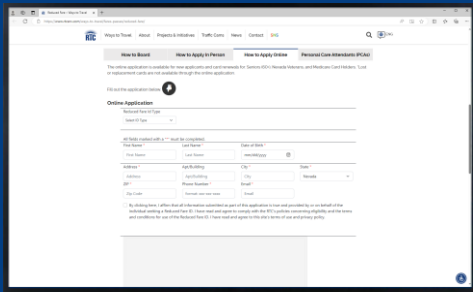 Reduced Fare / Ways to Travel
RTC
Ways to Travel About Projects & Initiatives Traffic Cams News Contact
How to Board How to Apply In Person How to Apply Online Personal Care Attendants (PCAs)
The online application is available for new applicants and card renewals for Seniors (60+), Nevada Veterans, and Medicare Card Holders. *Lost
or replacement cards are not available through the online application.
Fill out the application below.
Online Application
Reduced Fare Id Type
Select ID Type
All fields marked with a "*" must be completed.
First Name * Last Name * Date of Birth *
First Name Last Name mm/dd/yyyy
Address * Apt/Building City * State *
Address Apt/Building City Nevada
ZIP * Phone Number * Email *
Zip Code Email
By clicking here, I affirm that all information submitted as part of this application is true and provided by or on behalf of the
individual seeking a Reduced Fare ID. I have read and agree to comply with the RTC's policies concerning eligibility and the terms
and conditions for use of the Reduced Fare ID. I have read and agree to this site's terms of use and privacy policy.